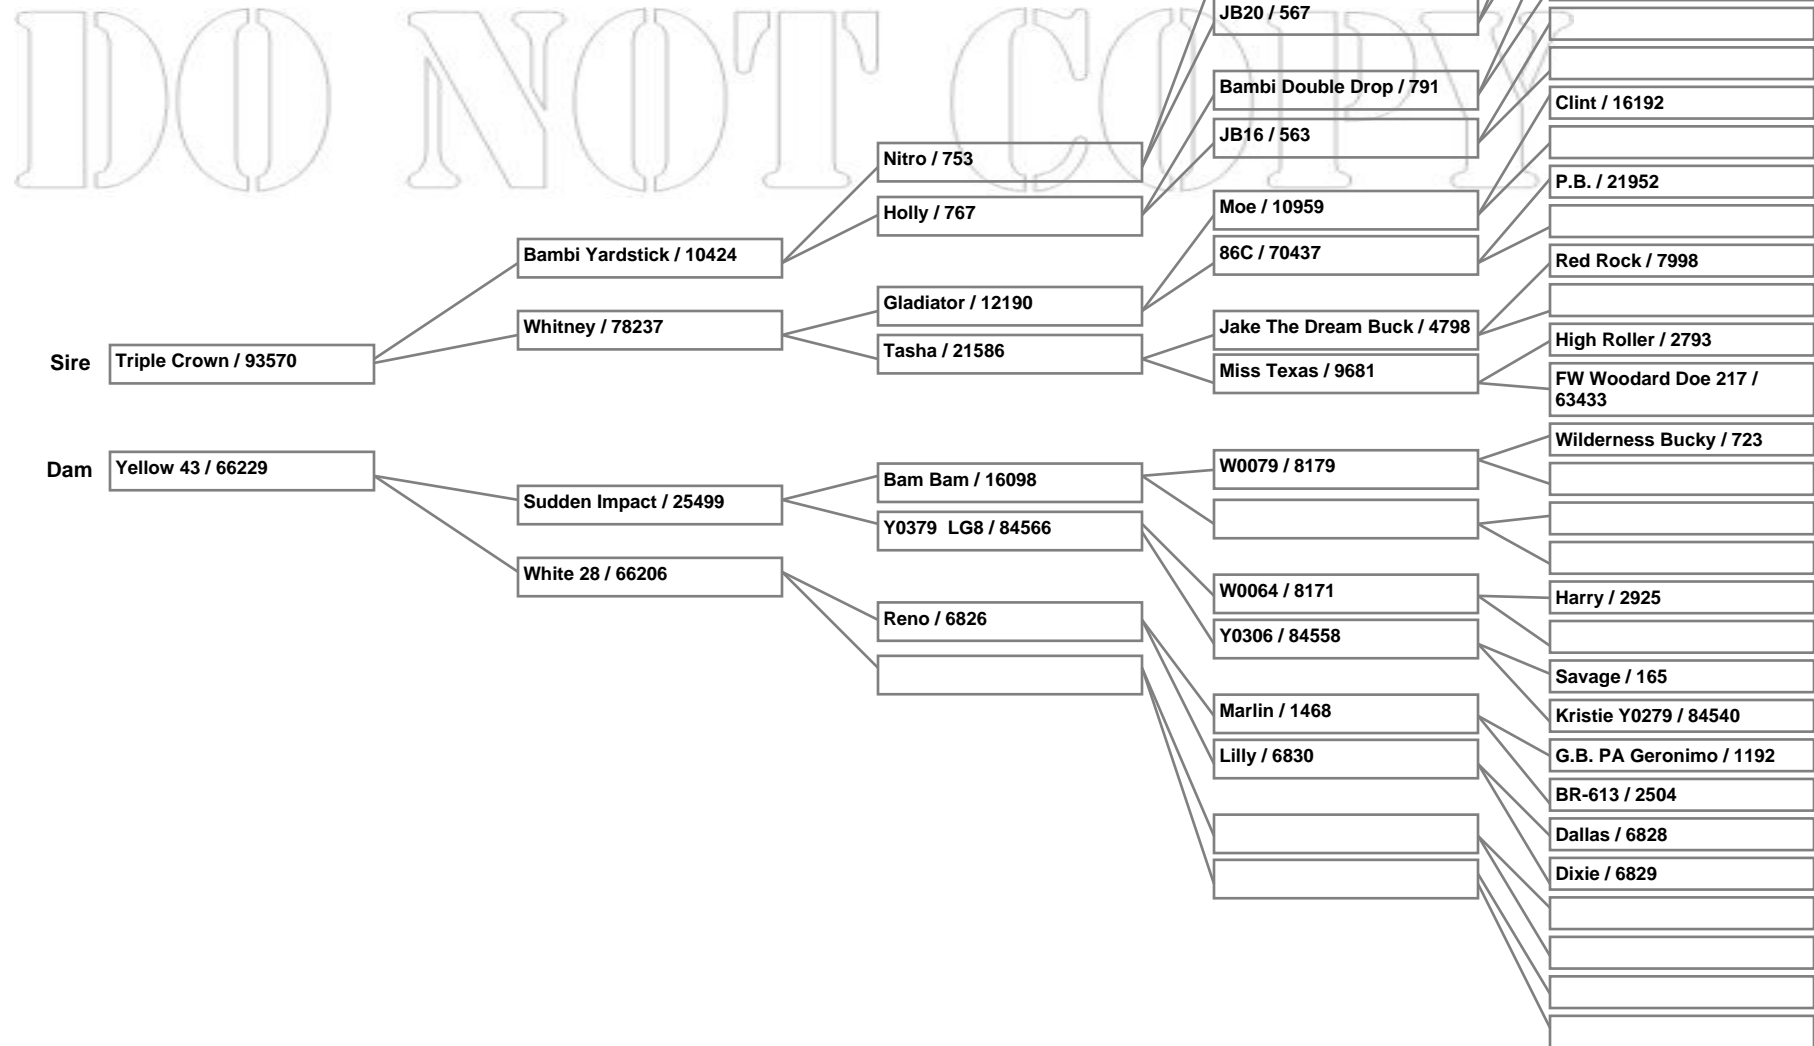 DO NOT COPY
JB20 / 567
Bambi Double Drop / 791
Clint / 16192
JB16 / 563
Nitro / 753
P.B. / 21952
Holly / 767
Moe / 10959
Bambi Yardstick / 10424
86C / 70437
Red Rock / 7998
Gladiator / 12190
Whitney / 78237
Jake The Dream Buck / 4798
High Roller / 2793
Sire
Triple Crown / 93570
Tasha / 21586
Miss Texas / 9681
FW Woodard Doe 217 /
63433
Wilderness Bucky / 723
Dam
Yellow 43 / 66229
W0079 / 8179
Bam Bam / 16098
Sudden Impact / 25499
Y0379  LG8 / 84566
White 28 / 66206
W0064 / 8171
Harry / 2925
Reno / 6826
Y0306 / 84558
Savage / 165
Marlin / 1468
Kristie Y0279 / 84540
Lilly / 6830
G.B. PA Geronimo / 1192
BR-613 / 2504
Dallas / 6828
Dixie / 6829